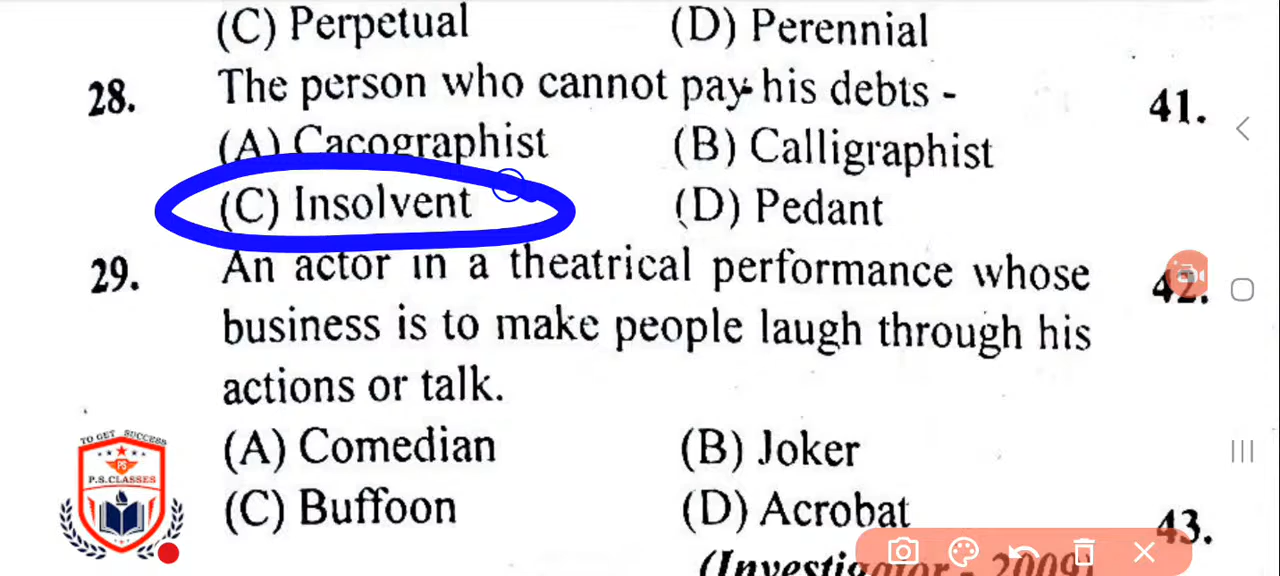 (C) Perpetual (D) Perennial
28. The person who cannot pay his debts - 41.
(A) Cacographist (B) Calligraphist
(C) Insolvent (D) Pedant
29. An actor in a theatrical performance whose 42.
business is to make people laugh through his
actions or talk.
TO GET SUCCESS
PS
P.S.CLASSES
(A) Comedian (B) Joker
(C) Buffoon (D) Acrobat
43.
(Investigator - 2009)